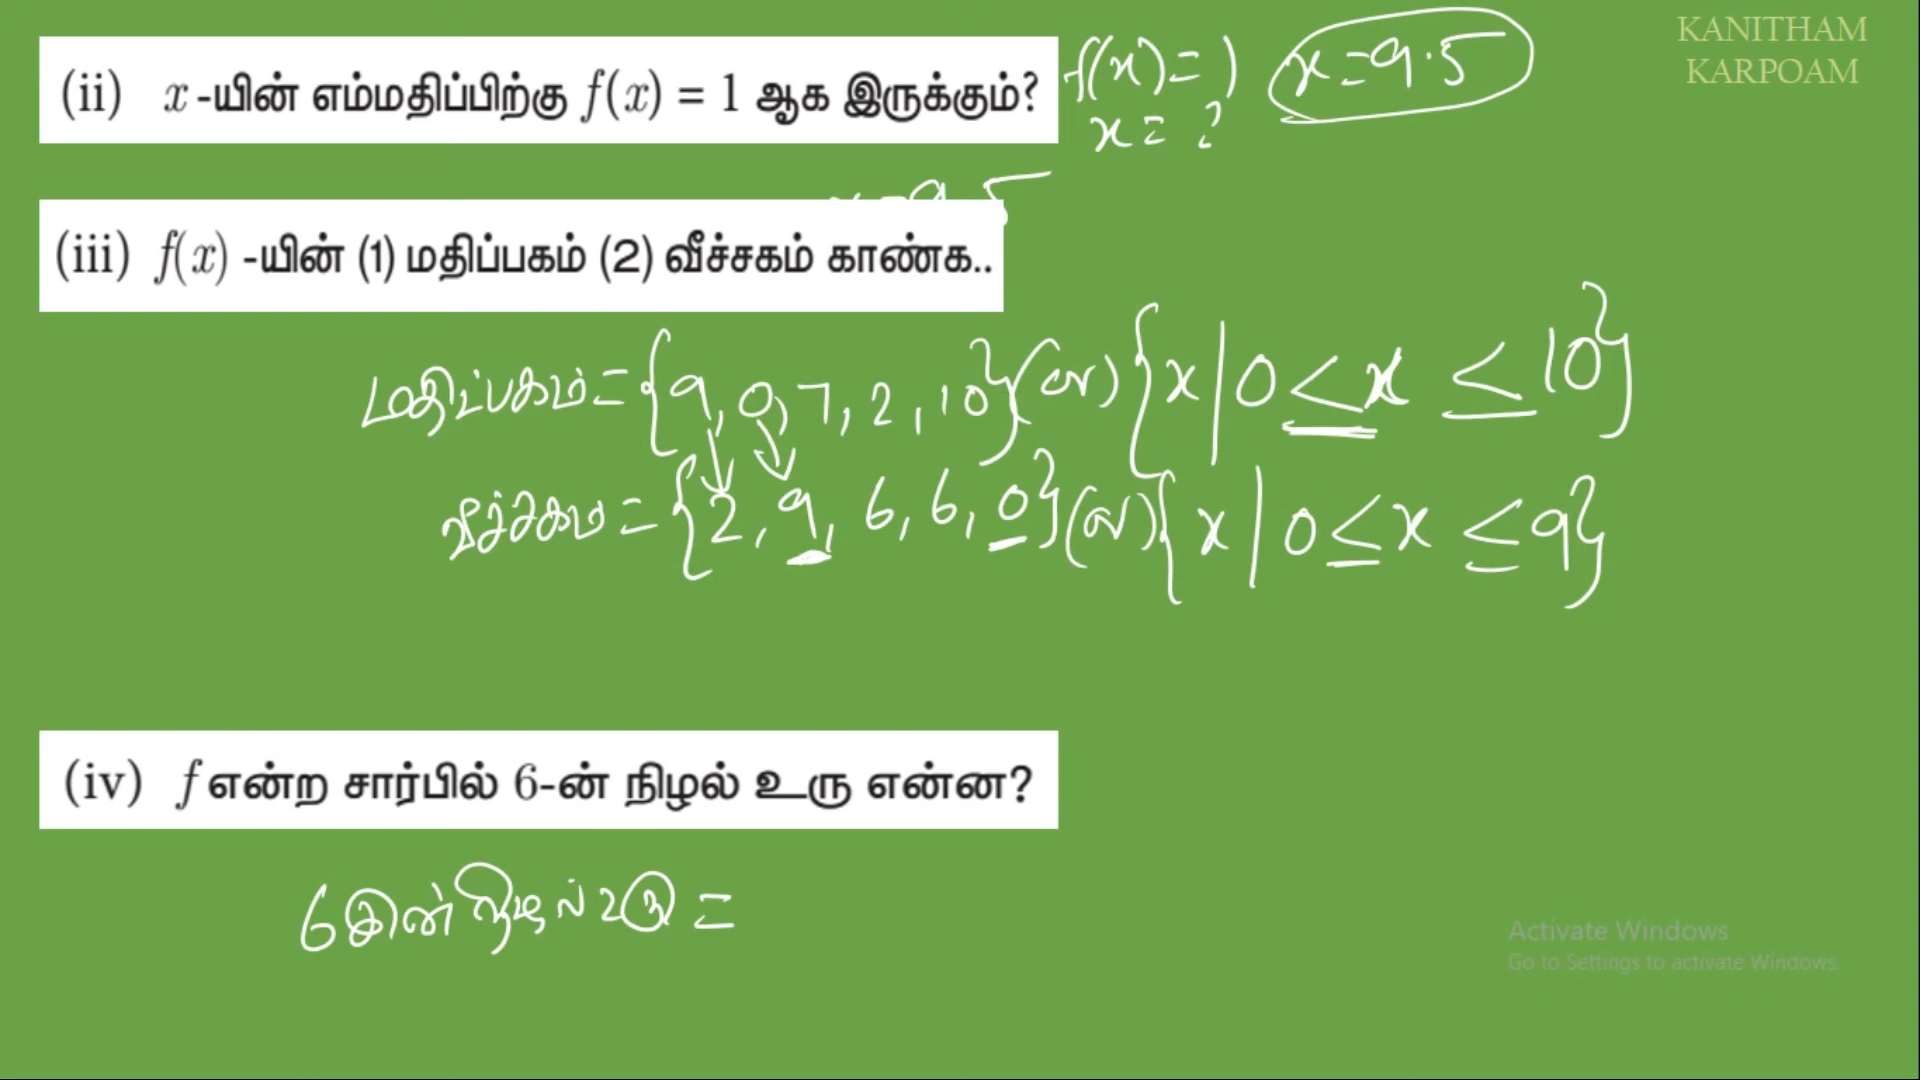 KANITHAM
KARPOAM
(ii) x -யின் எம்மதிப்பிற்கு f(x) = 1 ஆக இருக்கும்?
f(x) = 1
x = 9.5
x = ?
(iii) f(x) -யின் (1) மதிப்பகம் (2) வீச்சகம் காண்க..
மதிப்பகம் = {9, 0, 7, 2, 10} (or) {x | 0 ≤ x ≤ 10}
வீச்சகம = {2, 9, 6, 6, 0} (or) {x | 0 ≤ x ≤ 9}
(iv) f என்ற சார்பில் 6-ன் நிழல் உரு என்ன?
6 இன் நிழல் உரு =
Activate Windows
Go to Settings to activate Windows.